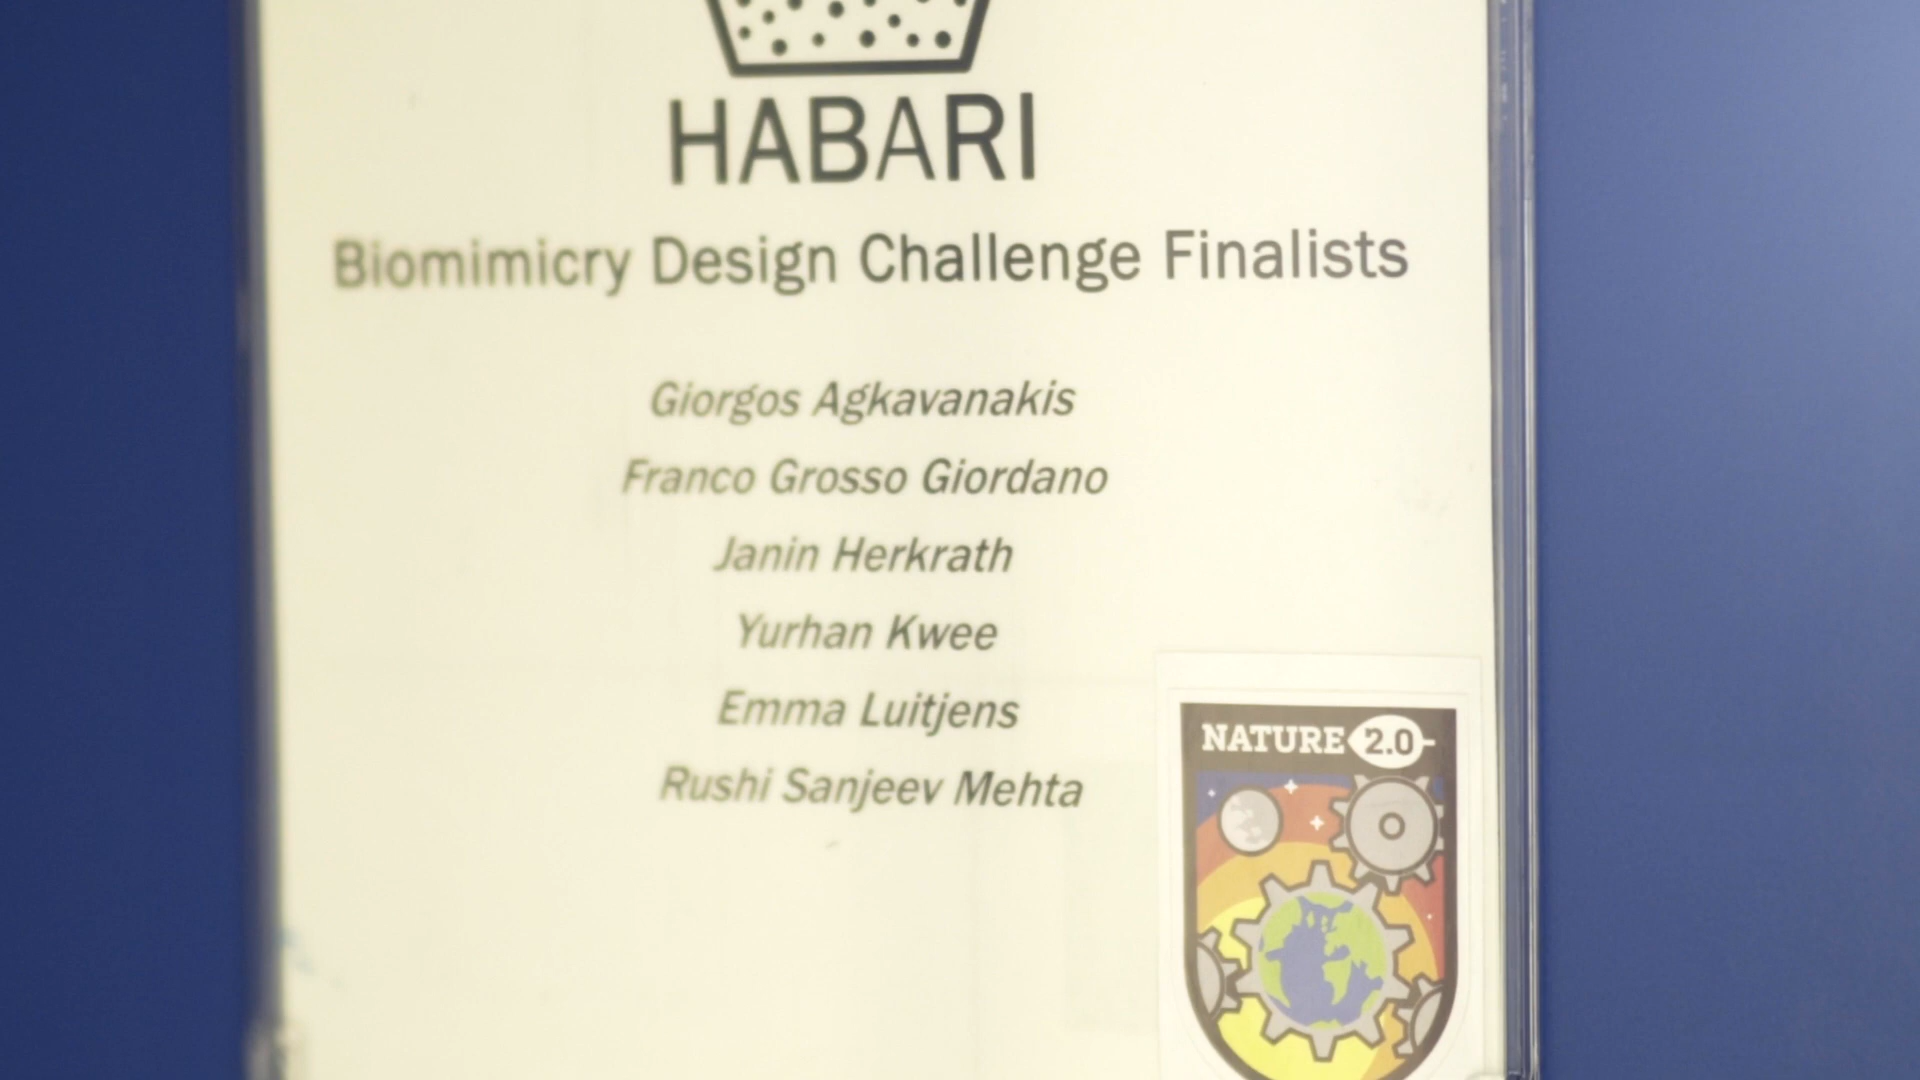 HABARI
Biomimicry Design Challenge Finalists
Giorgos Agkavanakis
Franco Grosso Giordano
Janin Herkrath
Yurhan Kwee
Emma Luitjens
Rushi Sanjeev Mehta
NATURE 2.0